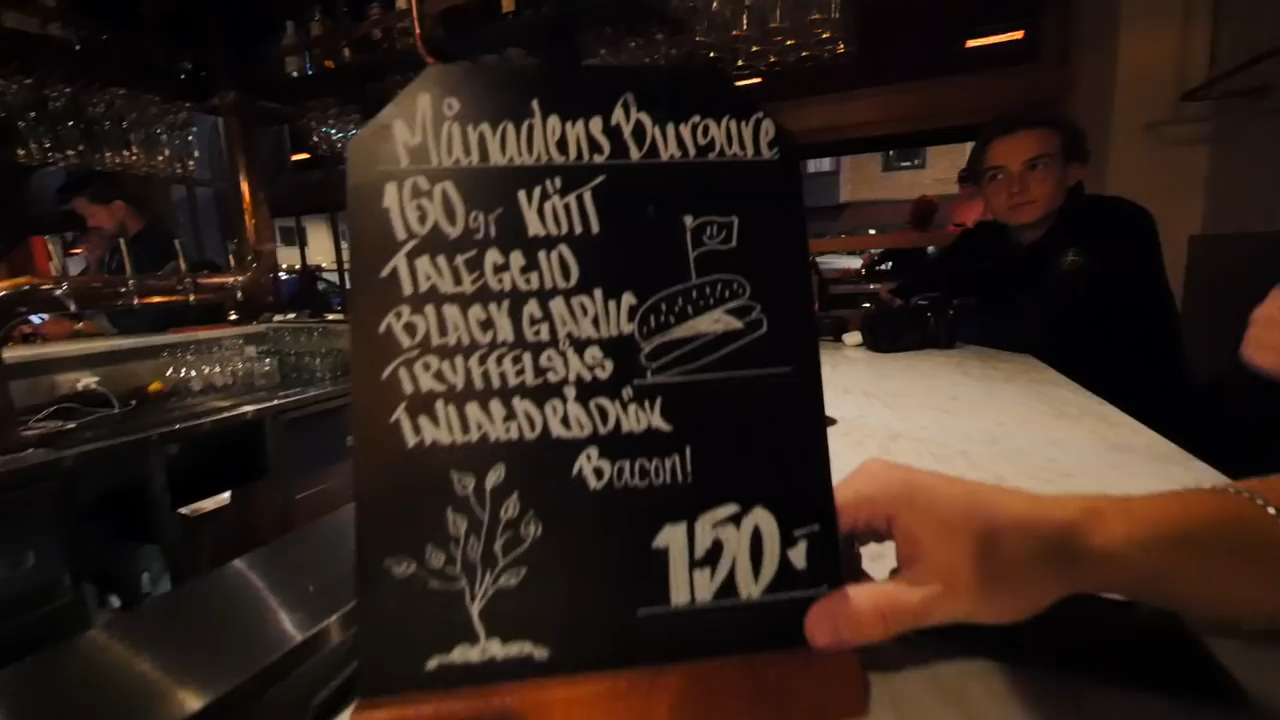 Månadens Burgare
160gr KÖTT
TALEGGIO
BLACK GARLIC
TRYFFELSÅS
INLAGD RÖDLÖK
Bacon!
150:-